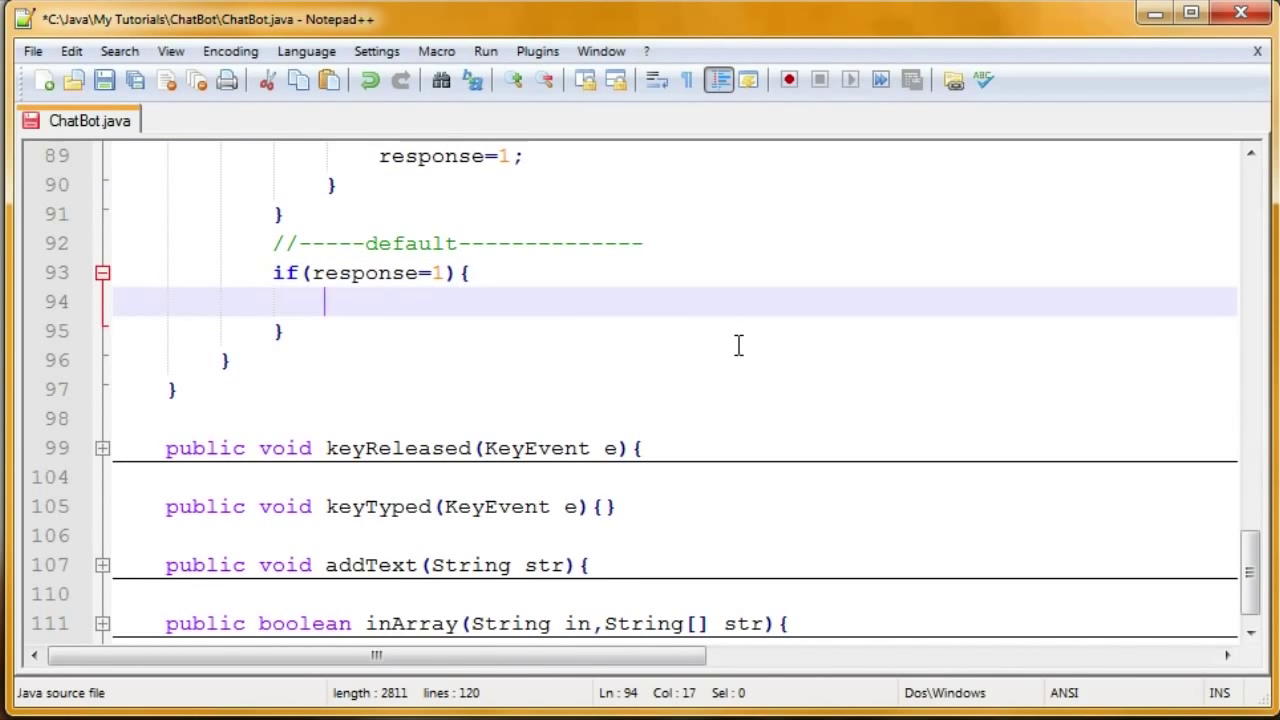 *C:\Java\My Tutorials\ChatBot\ChatBot.java - Notepad++
File Edit Search View Encoding Language Settings Macro Run Plugins Window ? X
ABC
ChatBot.java
89 response=1;
90 }
91 }
92 //-----default--------------
93 if(response=1){
94
95 }
96 }
97 }
98
99 public void keyReleased(KeyEvent e){
104
105 public void keyTyped(KeyEvent e){}
106
107 public void addText(String str){
110
111 public boolean inArray(String in,String[] str){
Java source file length : 2811 lines : 120 Ln : 94 Col : 17 Sel : 0 Dos\Windows ANSI INS